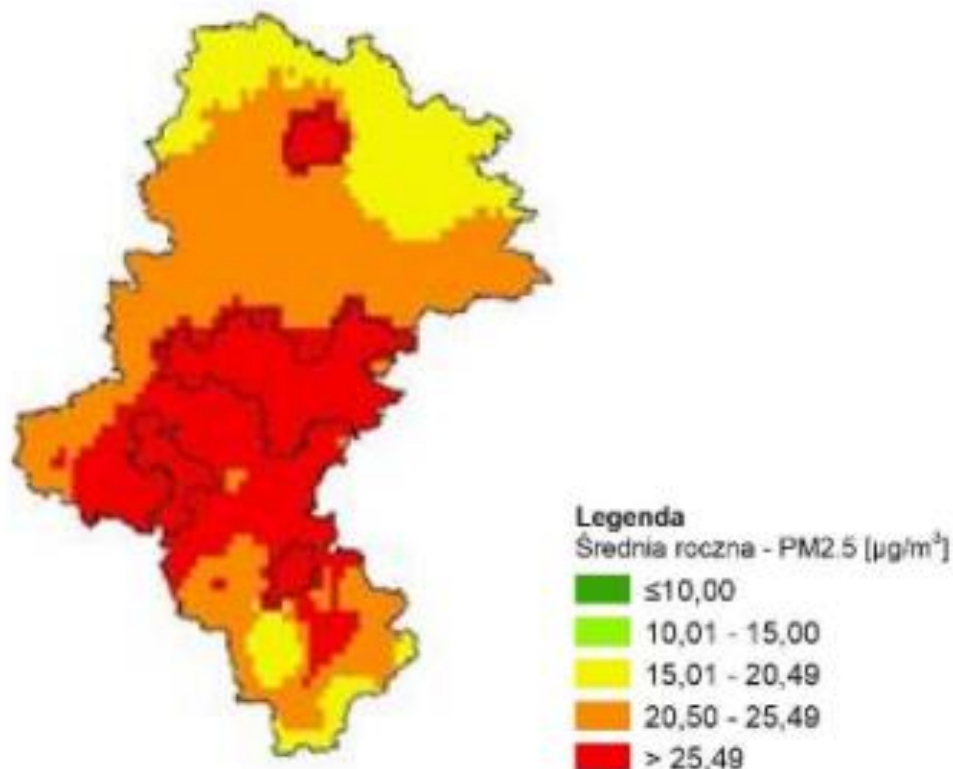 Legenda
Średnia roczna - PM2.5 [µg/m³]
≤10,00
10,01 - 15,00
15,01 - 20,49
20,50 - 25,49
> 25,49